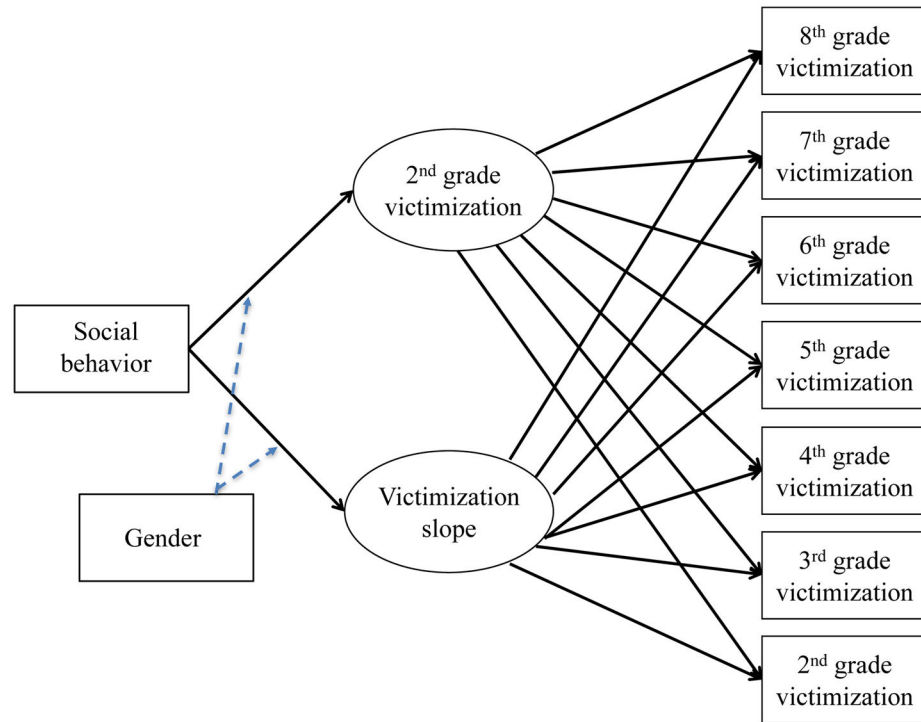 8th grade
victimization
7th grade
victimization
2nd grade
victimization
6th grade
victimization
Social
behavior
5th grade
victimization
4th grade
victimization
Victimization
slope
Gender
3rd grade
victimization
2nd grade
victimization